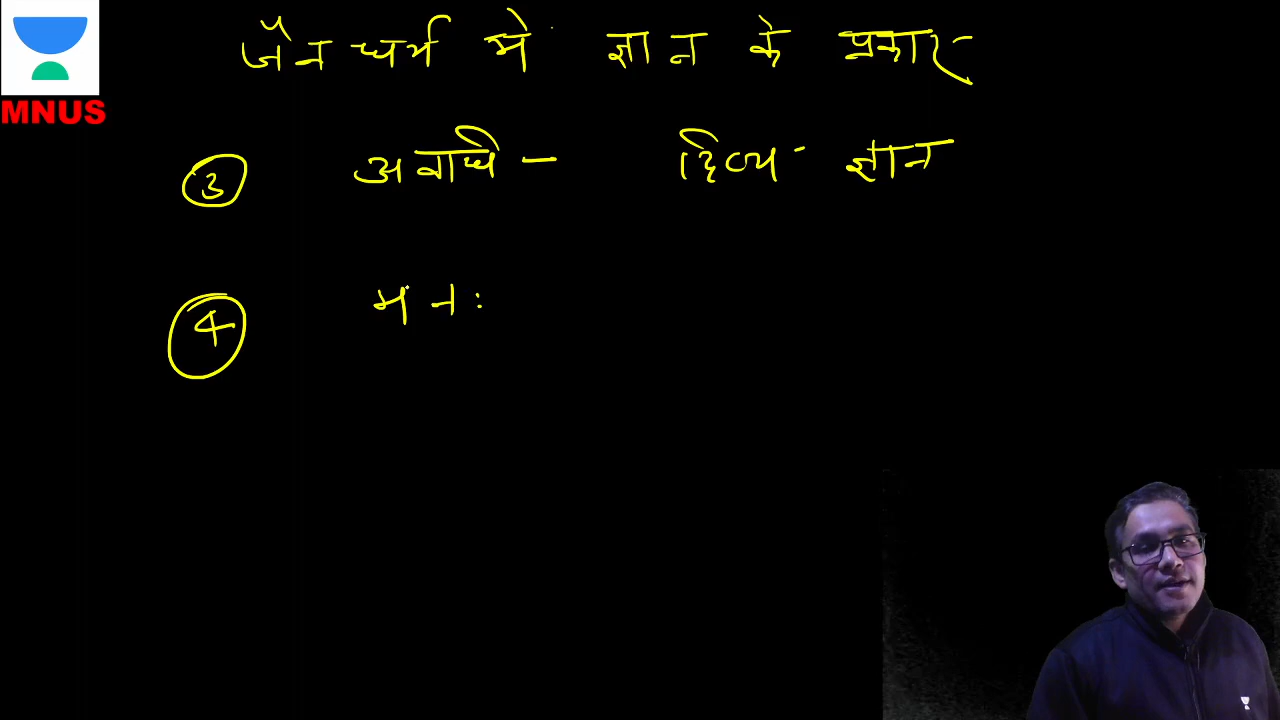 MNUS
जैन धर्म में ज्ञान के प्रकार
③ अवधि - दिव्य ज्ञान
④ मनः